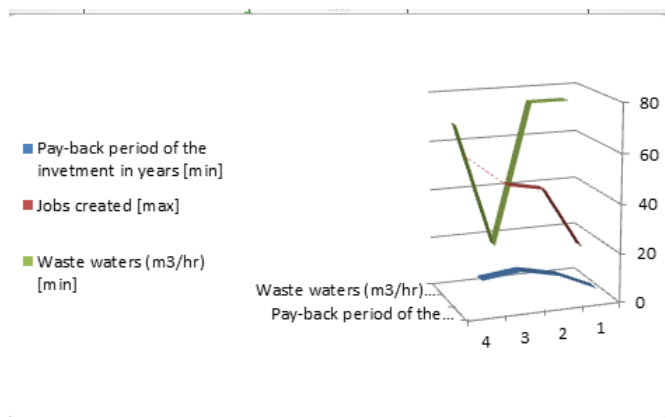 Pay-back period of the
invetment in years [min]
Jobs created [max]
Waste waters (m3/hr)
[min]
80
60
40
20
0
Waste waters (m3/hr)....
Pay-back period of the...
4 3 2 1